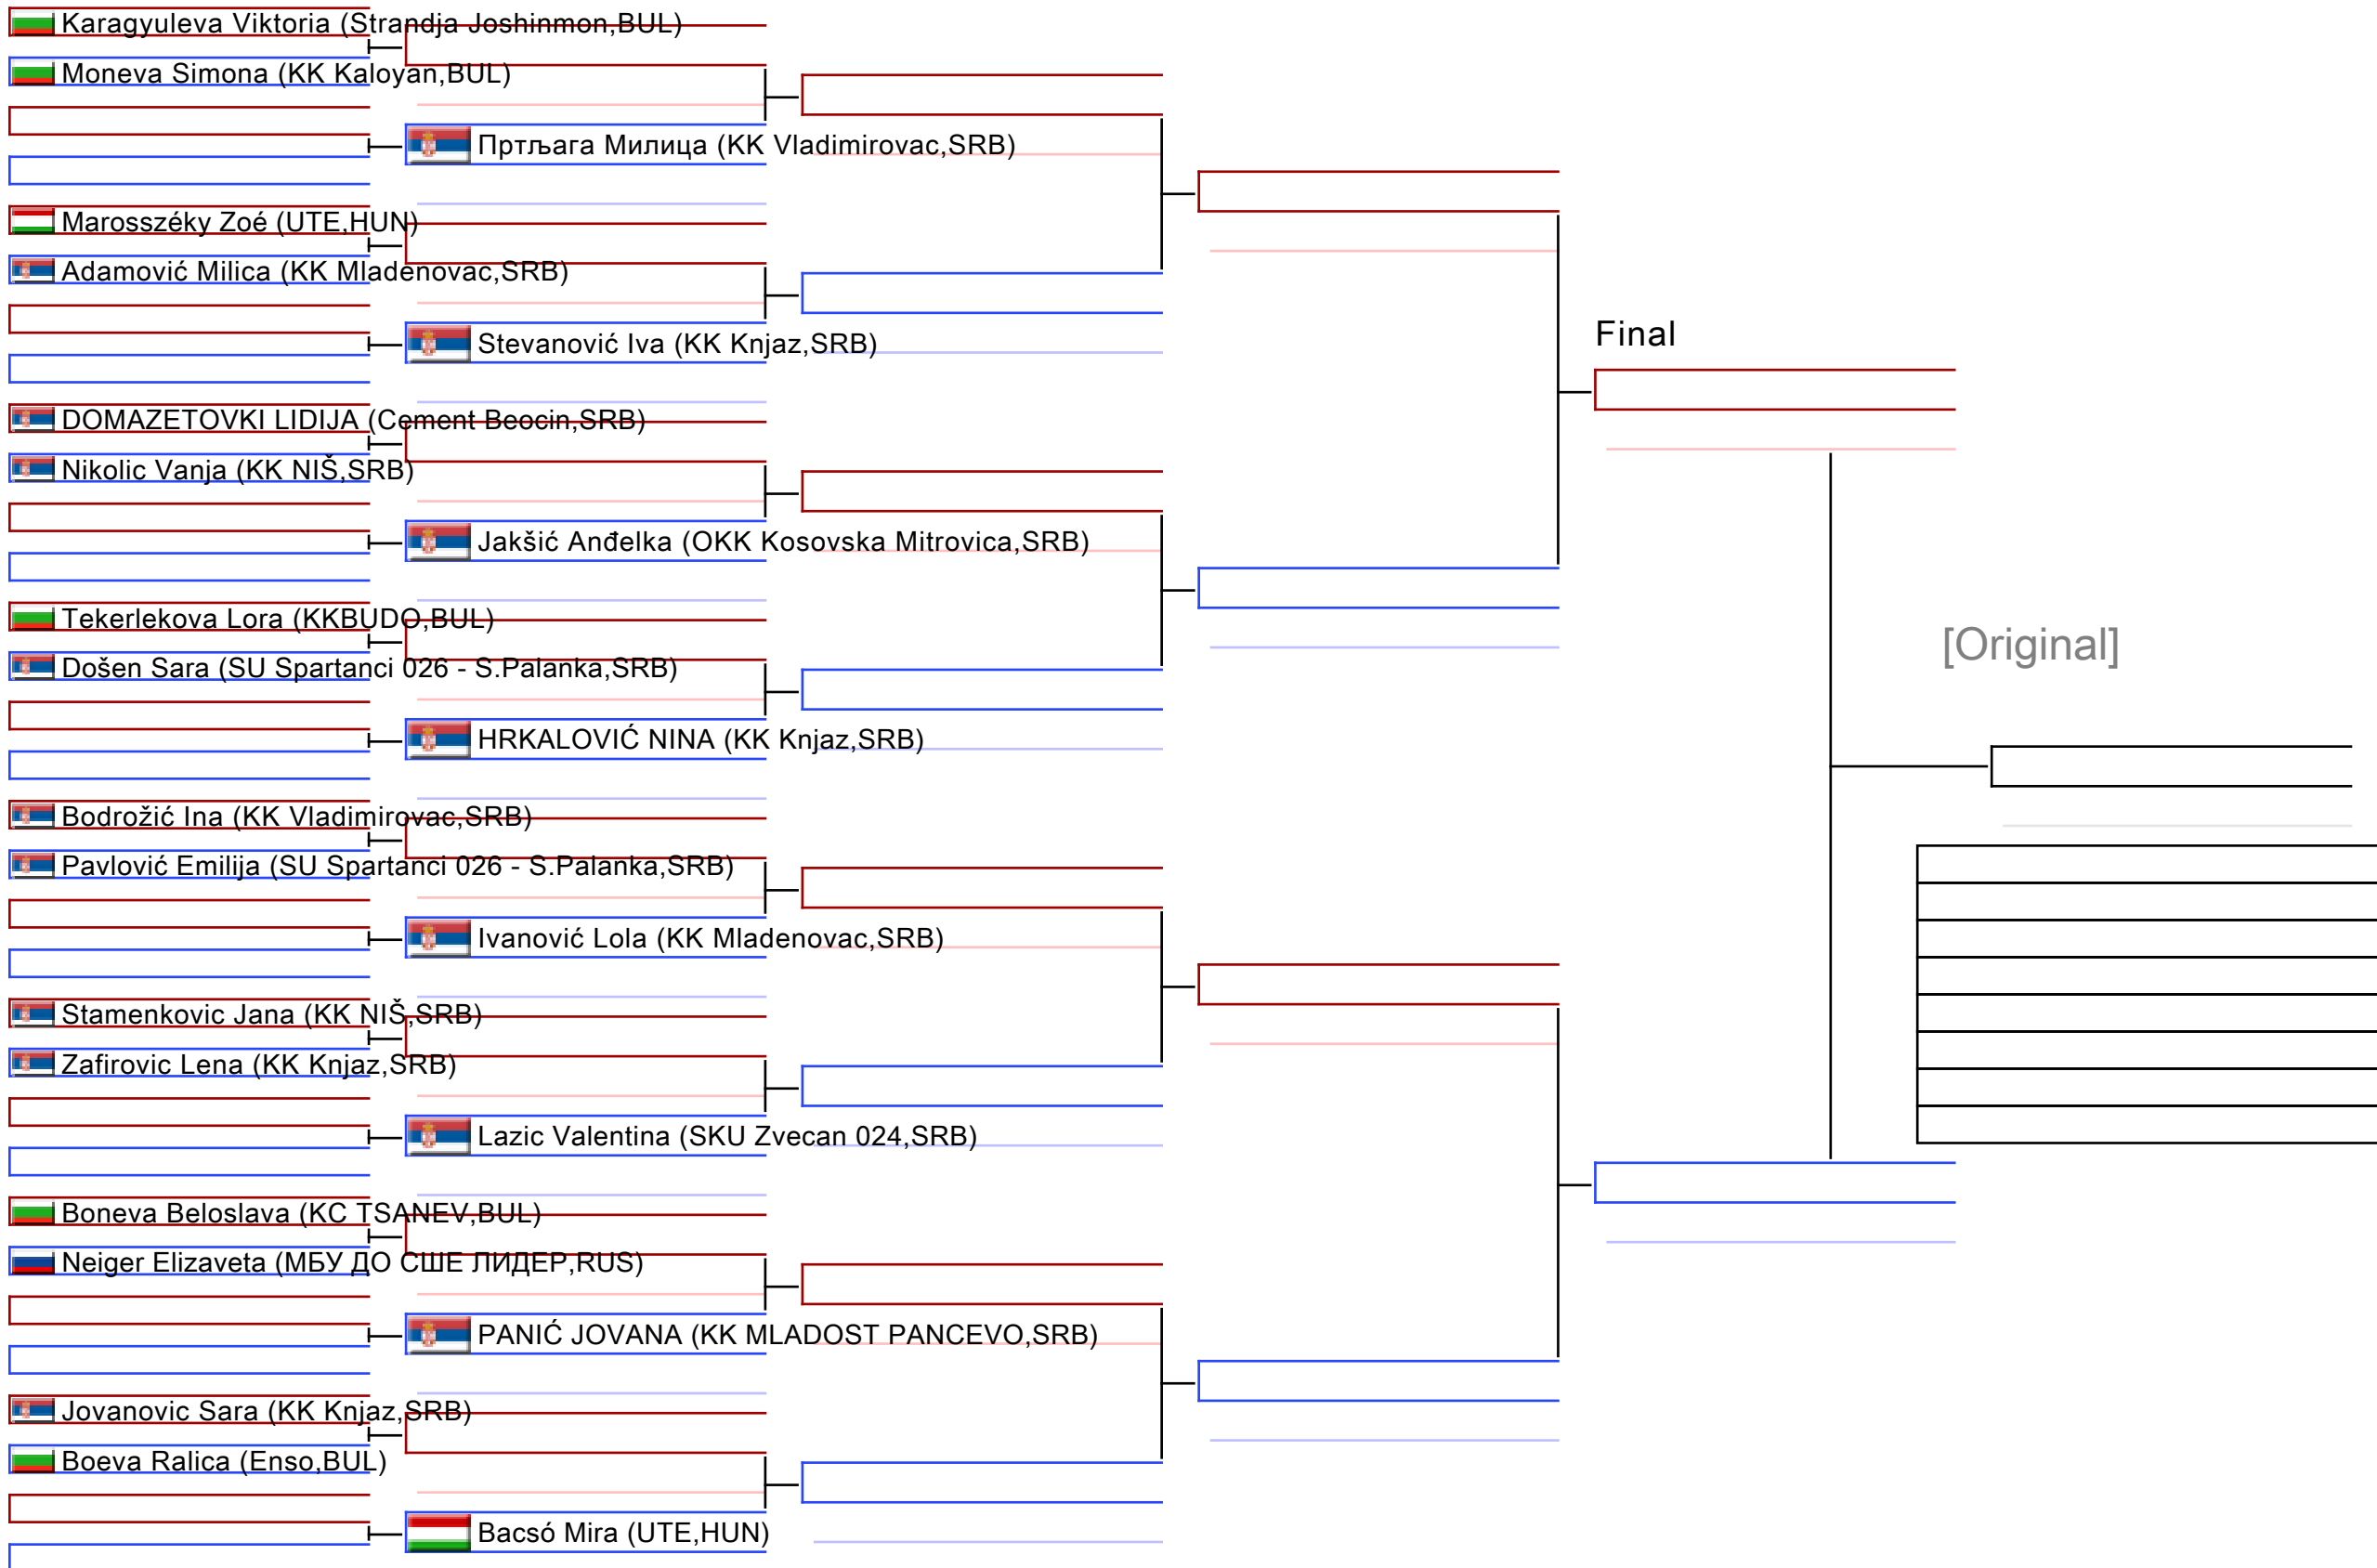 Karagyuleva Viktoria (Strandja Joshinmon,BUL)
Moneva Simona (KK Kaloyan,BUL)
Пртљага Милица (KK Vladimirovac,SRB)
Marosszéky Zoé (UTE,HUN)
Adamović Milica (KK Mladenovac,SRB)
Stevanović Iva (KK Knjaz,SRB)
Final
DOMAZETOVKI LIDIJA (Cement Beocin,SRB)
Nikolic Vanja (KK NIŠ,SRB)
Jakšić Anđelka (OKK Kosovska Mitrovica,SRB)
Tekerlekova Lora (KKBUDO,BUL)
[Original]
Došen Sara (SU Spartanci 026 - S.Palanka,SRB)
HRKALOVIĆ NINA (KK Knjaz,SRB)
Bodrožić Ina (KK Vladimirovac,SRB)
Pavlović Emilija (SU Spartanci 026 - S.Palanka,SRB)
Ivanović Lola (KK Mladenovac,SRB)
Stamenkovic Jana (KK NIŠ,SRB)
Zafirovic Lena (KK Knjaz,SRB)
Lazic Valentina (SKU Zvecan 024,SRB)
Boneva Beloslava (KC TSANEV,BUL)
Neiger Elizaveta (МБУ ДО СШЕ ЛИДЕР,RUS)
PANIĆ JOVANA (KK MLADOST PANCEVO,SRB)
Jovanovic Sara (KK Knjaz,SRB)
Boeva Ralica (Enso,BUL)
Bacsó Mira (UTE,HUN)